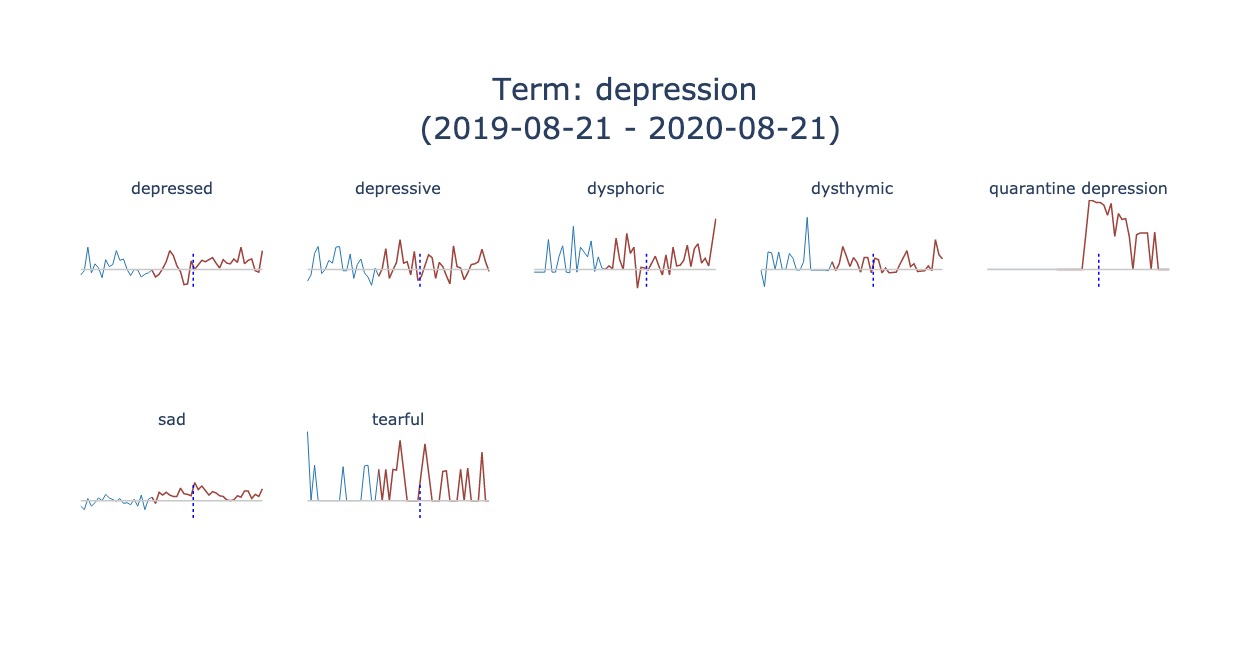 Term: depression
(2019-08-21 - 2020-08-21)
depressed
depressive
dysphoric
dysthymic
quarantine depression
sad
tearful